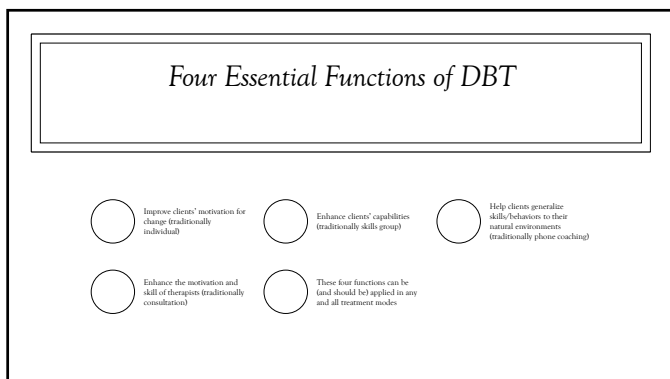 Four Essential Functions of DBT
Improve clients' motivation for
change (traditionally
individual)
Enhance clients' capabilities
(traditionally skills group)
Help clients generalize
skills/behaviors to their
natural environments
(traditionally phone coaching)
Enhance the motivation and
skill of therapists (traditionally
consultation)
These four functions can be
(and should be) applied in any
and all treatment modes